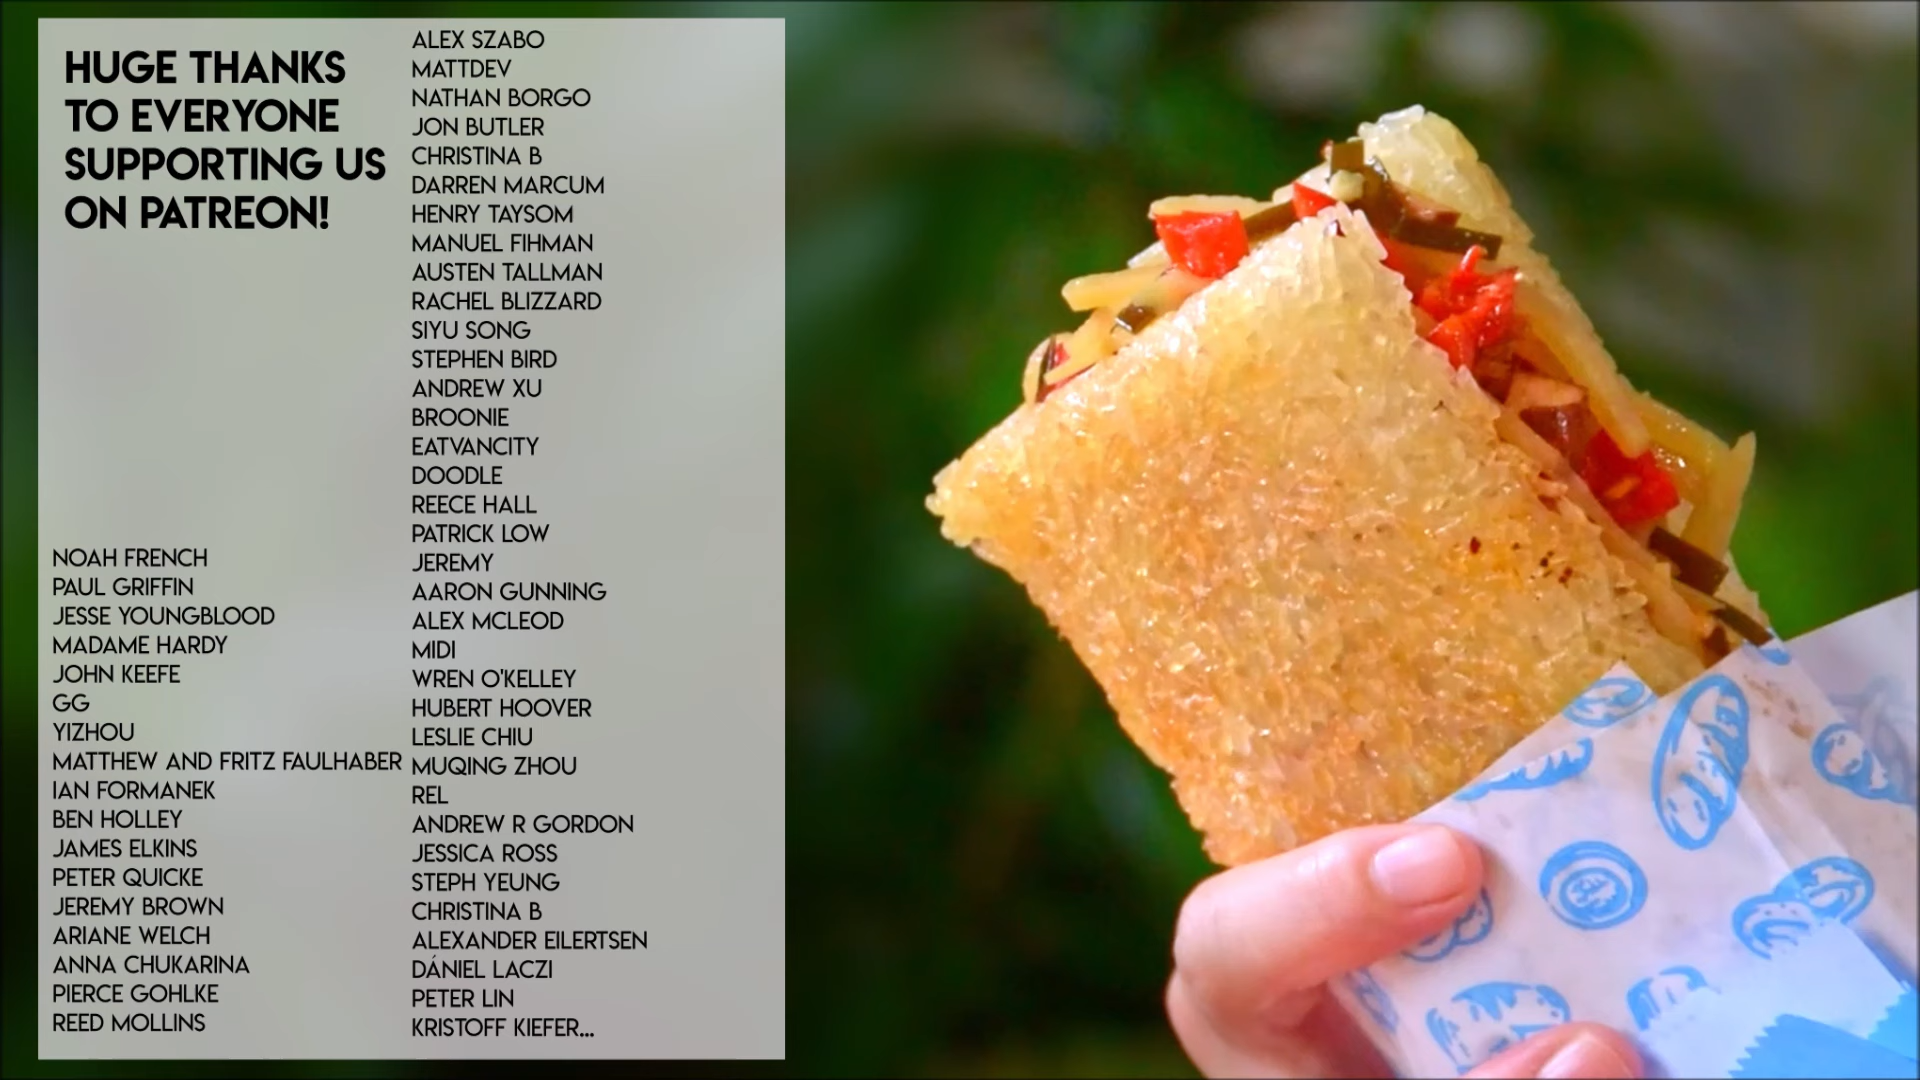 HUGE THANKS
TO EVERYONE
SUPPORTING US
ON PATREON!
NOAH FRENCH
PAUL GRIFFIN
JESSE YOUNGBLOOD
MADAME HARDY
JOHN KEEFE
GG
YIZHOU
MATTHEW AND FRITZ FAULHABER
IAN FORMANEK
BEN HOLLEY
JAMES ELKINS
PETER QUICKE
JEREMY BROWN
ARIANE WELCH
ANNA CHUKARINA
PIERCE GOHLKE
REED MOLLINS
ALEX SZABO
MATTDEV
NATHAN BORGO
JON BUTLER
CHRISTINA B
DARREN MARCUM
HENRY TAYSOM
MANUEL FIHMAN
AUSTEN TALLMAN
RACHEL BLIZZARD
SIYU SONG
STEPHEN BIRD
ANDREW XU
BROONIE
EATVANCITY
DOODLE
REECE HALL
PATRICK LOW
JEREMY
AARON GUNNING
ALEX MCLEOD
MIDI
WREN O'KELLEY
HUBERT HOOVER
LESLIE CHIU
MUQING ZHOU
REL
ANDREW R GORDON
JESSICA ROSS
STEPH YEUNG
CHRISTINA B
ALEXANDER EILERTSEN
DÁNIEL LACZI
PETER LIN
KRISTOFF KIEFER...